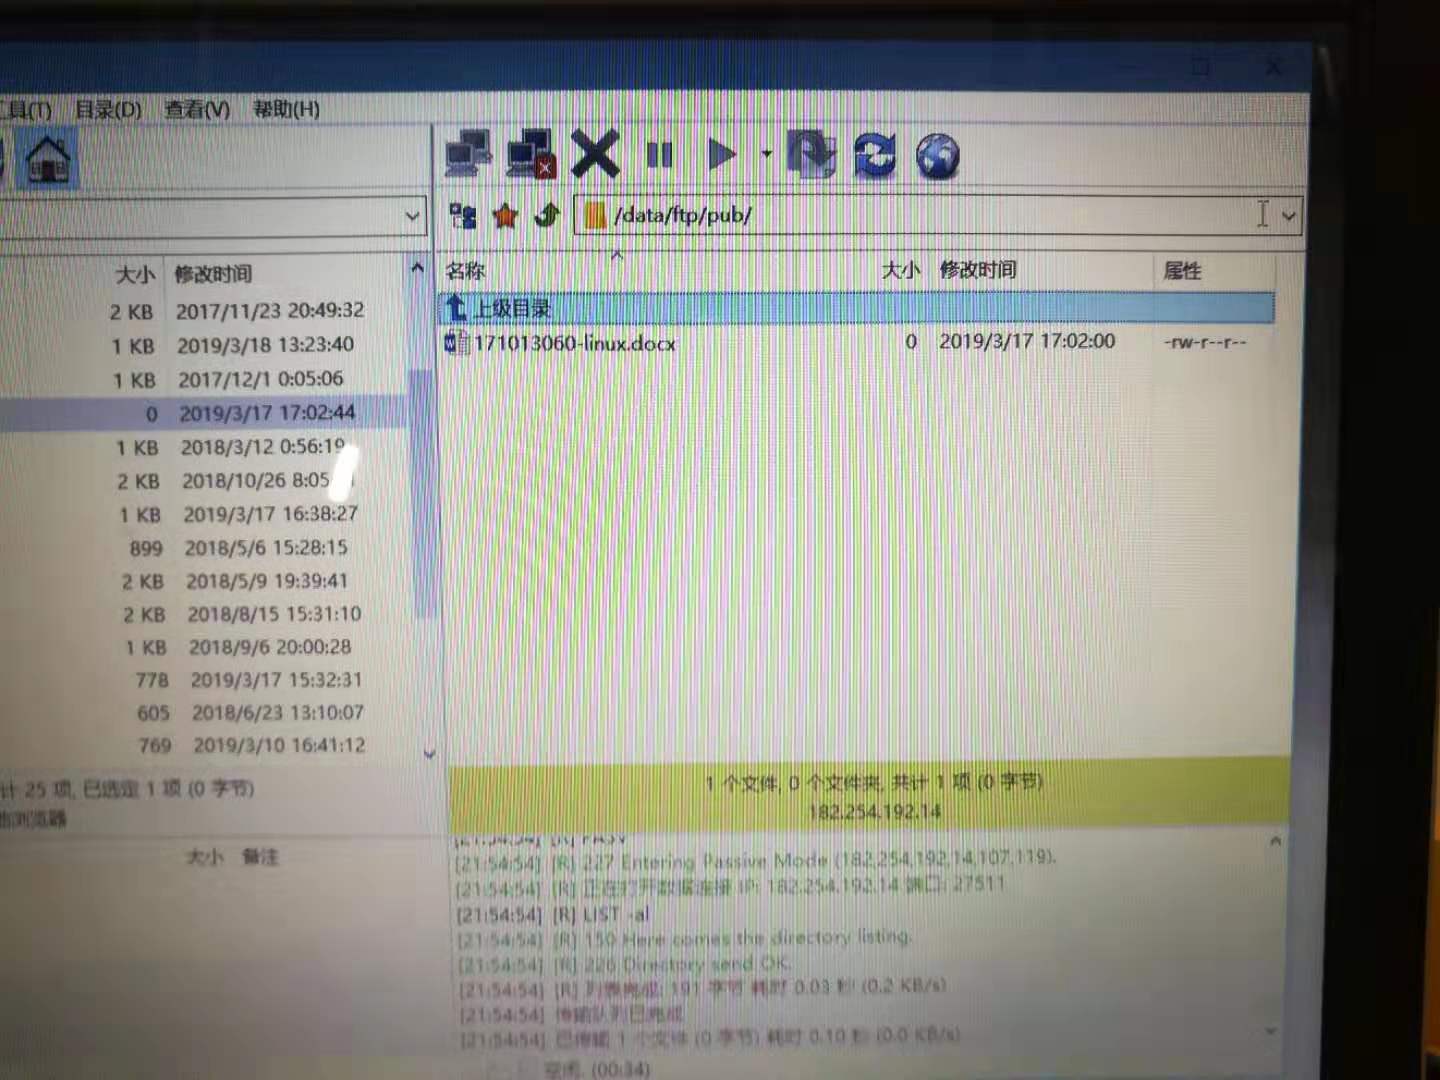 工具(T) 目录(D) 查看(V) 帮助(H)
/data/ftp/pub/
大小 修改时间
2 KB 2017/11/23 20:49:32
1 KB 2019/3/18 13:23:40
1 KB 2017/12/1 0:05:06
0 2019/3/17 17:02:44
1 KB 2018/3/12 0:56:19
2 KB 2018/10/26 8:05
1 KB 2019/3/17 16:38:27
899 2018/5/6 15:28:15
2 KB 2018/5/9 19:39:41
2 KB 2018/8/15 15:31:10
1 KB 2018/9/6 20:00:28
778 2019/3/17 15:32:31
605 2018/6/23 13:10:07
769 2019/3/10 16:41:12
计 25 项, 已选定 1 项 (0 字节)
浏览器
大小 备注
名称 大小 修改时间 属性
上级目录
171013060-linux.docx 0 2019/3/17 17:02:00 -rw-r--r--
1 个文件, 0 个文件夹, 共计 1 项 (0 字节)
182.254.192.14
[21:54:54] [R] PASV
[21:54:54] [R] 227 Entering Passive Mode (182,254,192,14,107,119).
[21:54:54] [R] 正在打开数据连接 IP: 182.254.192.14 端口: 27511
[21:54:54] [R] LIST -al
[21:54:54] [R] 150 Here comes the directory listing.
[21:54:54] [R] 226 Directory send OK.
[21:54:54] [R] 列表完成: 191 字节 耗时 0.03 秒 (0.2 KB/s)
[21:54:54] 传输队列已完成
[21:54:54] 已传输 1 个文件 (0 字节) 耗时 0.10 秒 (0.0 KB/s)
空闲. (00:34)